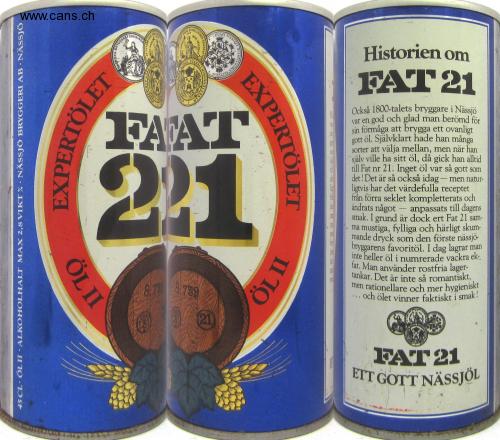 www.cans.ch
45 CL · ÖL II · ALKOHOLHALT MAX 2,8 VIKT % · NÄSSJÖ BRYGGERI AB · NÄSSJÖ
EXPERTÖLET
FA
2
ÖL II
8.789
FAT
21
EXPERTÖLET
ÖL II
8.789
21
Historien om
FAT 21
Också 1800-talets bryggare i Nässjö
var en god och glad man berömd för
sin förmåga att brygga ett ovanligt
gott öl. Självklart hade han många
sorter att välja mellan, men när han
själv ville ha sitt öl, då gick han alltid
till Fat nr 21. Inget öl var så gott som
det! Det är så också idag — men natur-
ligtvis har det värdefulla receptet
från förra seklet kompletterats och
ändrats något — anpassats till dagens
smak. I grund är dock ert Fat 21 sam-
ma mustiga, fylliga och härligt skum-
mande dryck som den förste nässjö-
bryggarens favoritöl. I dag lagrar man
inte heller öl i numrerade vackra ek-
fat. Man använder rostfria lager-
tankar. Det är inte så romantiskt,
men rationellare och mer hygieniskt
... och ölet vinner faktiskt i smak!
FAT 21
ETT GOTT NÄSSJÖL